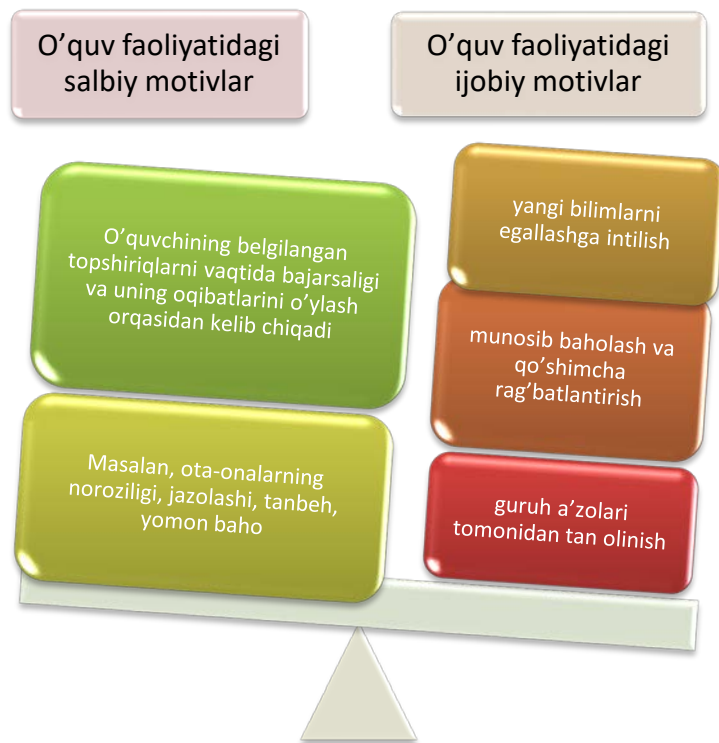 O’quv faoliyatidagi
salbiy motivlar
O’quv faoliyatidagi
ijobiy motivlar
O’quvchining belgilangan
topshiriqlarni vaqtida bajarsaligi
va uning oqibatlarini o’ylash
orqasidan kelib chiqadi
Masalan, ota-onalarning
noroziligi, jazolashi, tanbeh,
yomon baho
yangi bilimlarni
egallashga intilish
munosib baholash va
qo’shimcha
rag’batlantirish
guruh a’zolari
tomonidan tan olinish